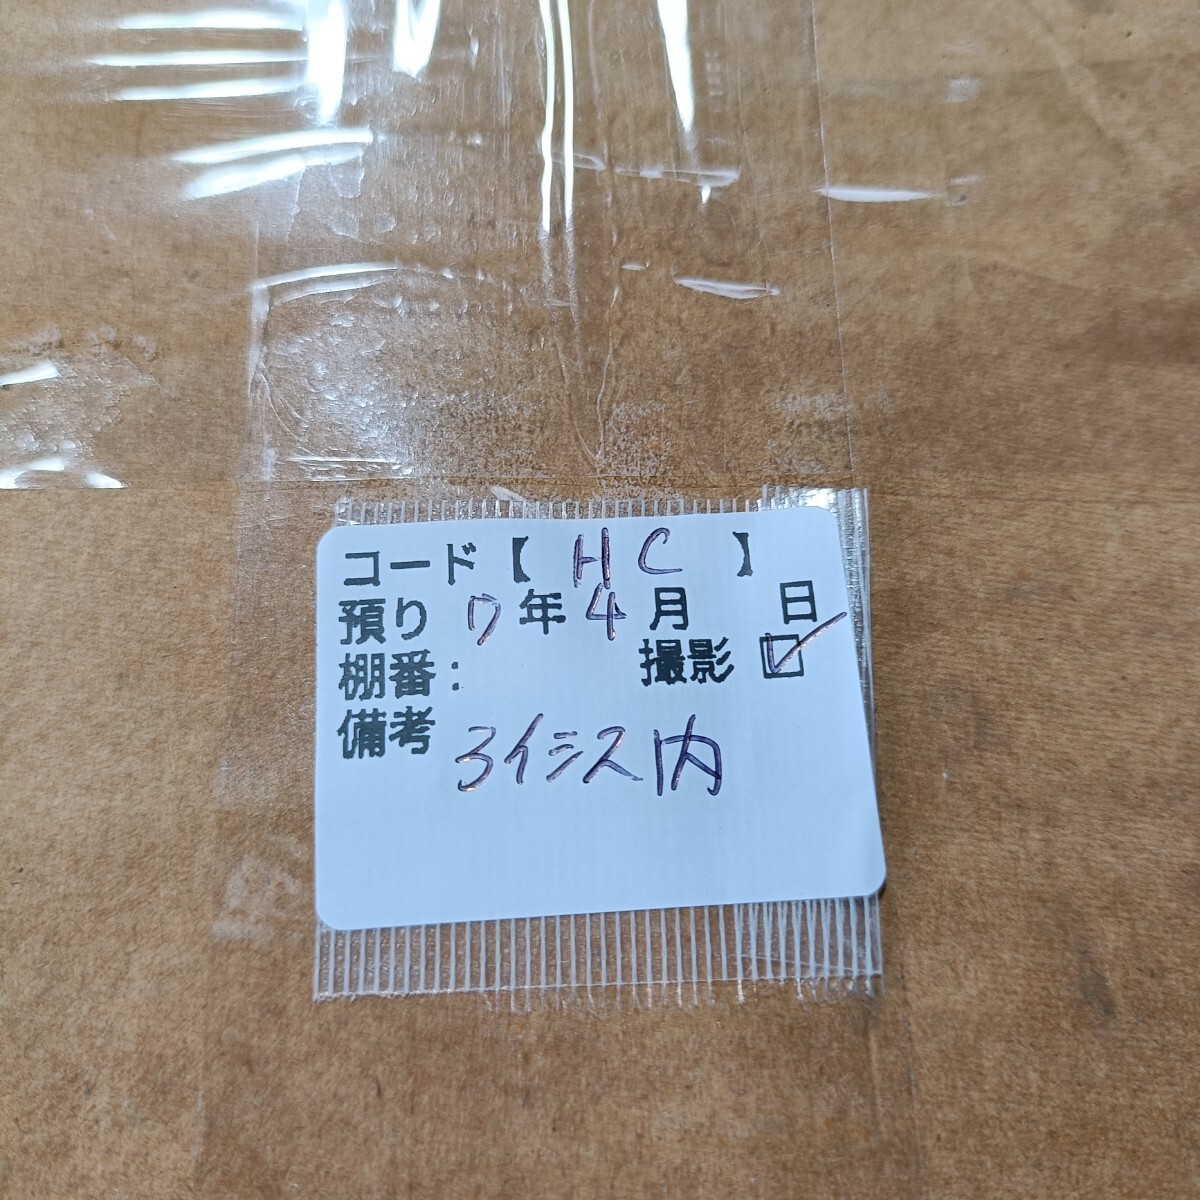 コード【 HC 】
預り 7年4月 日
棚番: 撮影 ☑
備考
3イシス内